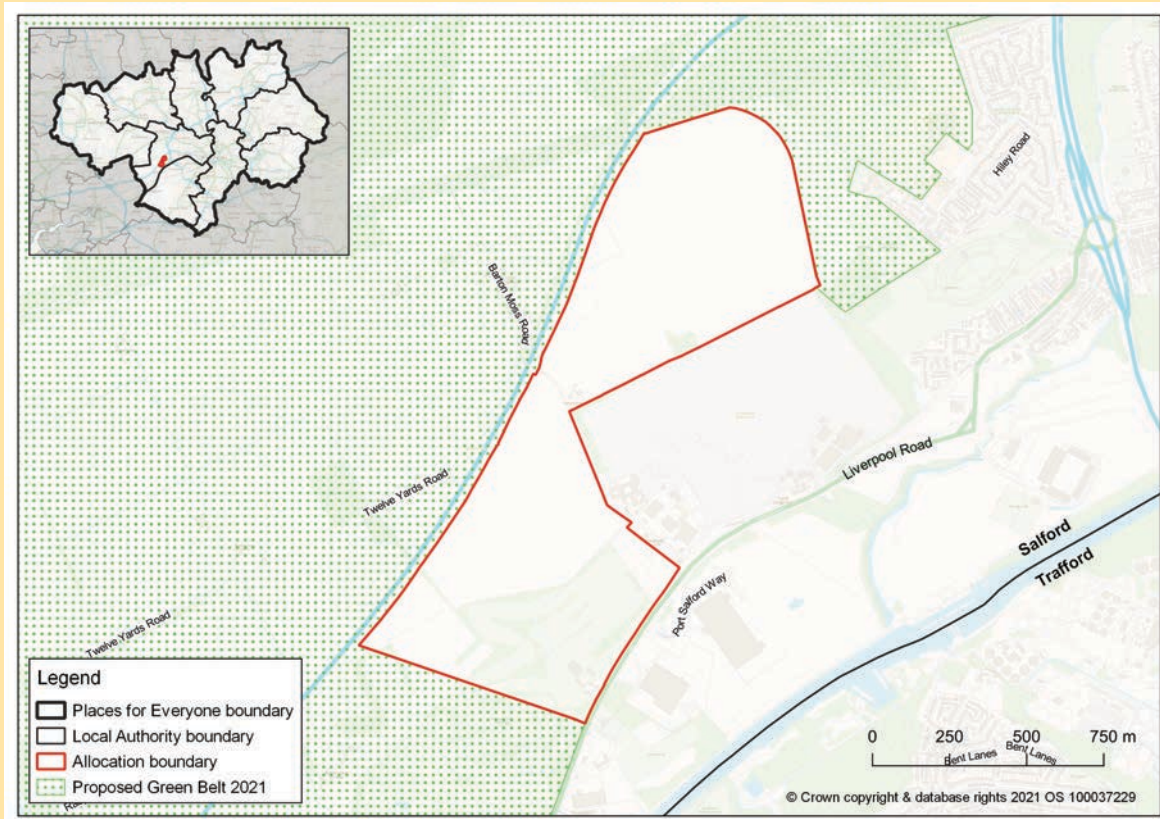 Hiley Road
Barton Moss Road
Liverpool Road
Twelve Yards Road
Salford
Trafford
Port Salford Way
Twelve Yards Road
Legend
Places for Everyone boundary
Local Authority boundary
Allocation boundary
Proposed Green Belt 2021
0 250 500 750 m
Bent Lanes
Bent Lanes
© Crown copyright & database rights 2021 OS 100037229